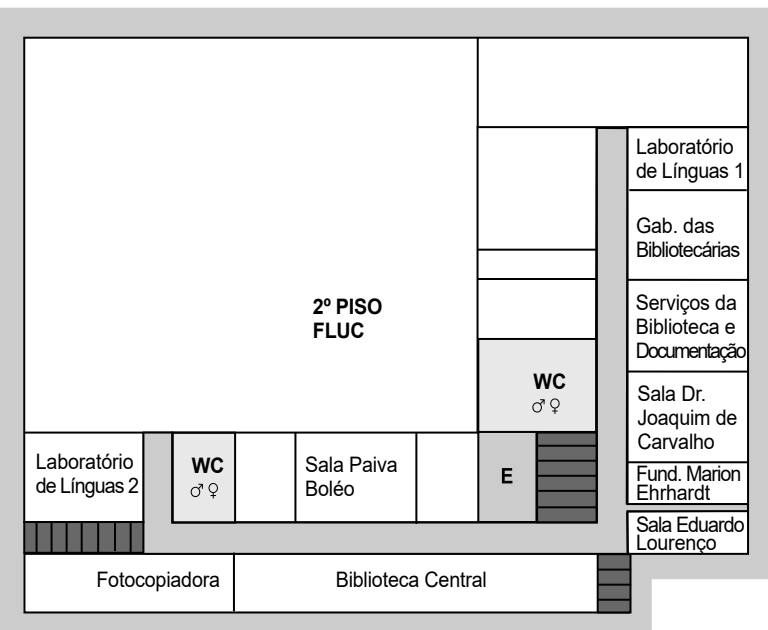 Laboratório
de Línguas 1
Gab. das
Bibliotecárias
2º PISO
FLUC
Serviços da
Biblioteca e
Documentação
WC
♂♀
Sala Dr.
Joaquim de
Carvalho
Laboratório
de Línguas 2
WC
♂♀
Sala Paiva
Boléo
E
Fund. Marion
Ehrhardt
Sala Eduardo
Lourenço
Fotocopiadora
Biblioteca Central